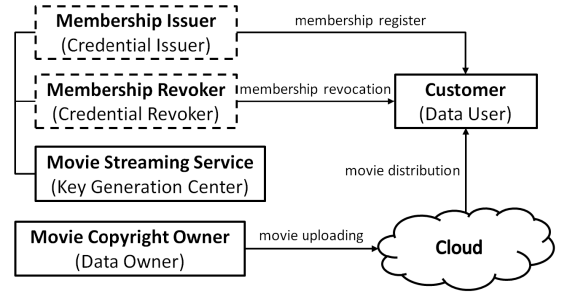 Membership Issuer
(Credential Issuer)
membership register
Membership Revoker
(Credential Revoker)
membership revocation
Customer
(Data User)
Movie Streaming Service
(Key Generation Center)
movie distribution
Movie Copyright Owner
(Data Owner)
movie uploading
Cloud